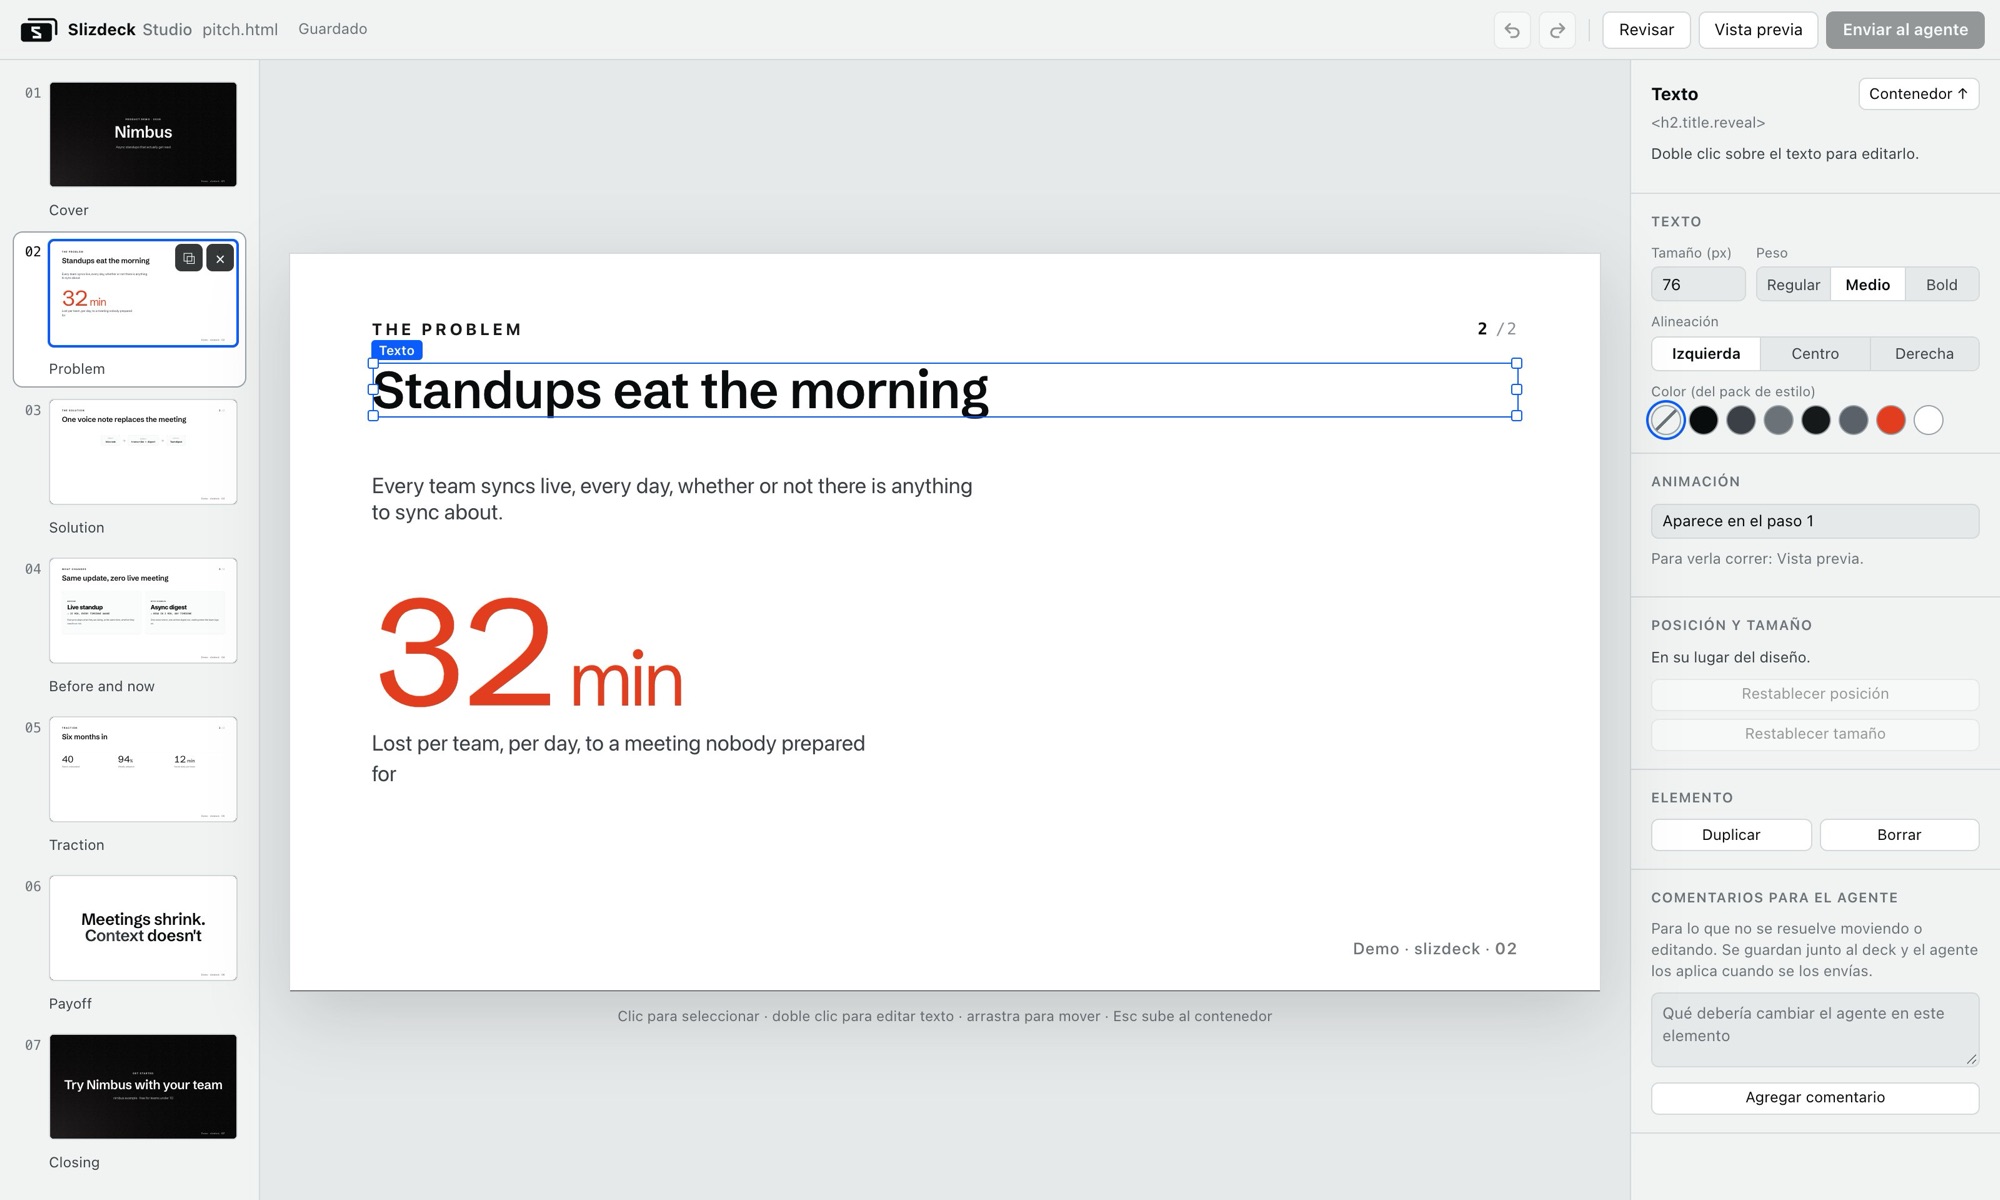 Slizdeck Studio pitch.html Guardado
Revisar
Vista previa
Enviar al agente
01
Nimbus
Cover
02
Standups eat the morning
32 min
Problem
03
One voice note replaces the meeting
Solution
04
Same update, zero live meeting
Live standup
Async digest
Before and now
05
Six months in
40
94%
12 min
Traction
06
Meetings shrink.
Context doesn't
Payoff
07
Try Nimbus with your team
Closing
THE PROBLEM
2 /2
Texto
Standups eat the morning
Every team syncs live, every day, whether or not there is anything
to sync about.
32 min
Lost per team, per day, to a meeting nobody prepared
for
Demo · slizdeck · 02
Clic para seleccionar · doble clic para editar texto · arrastra para mover · Esc sube al contenedor
Texto
Contenedor ↑
<h2.title.reveal>
Doble clic sobre el texto para editarlo.
TEXTO
Tamaño (px) Peso
76
Regular Medio Bold
Alineación
Izquierda Centro Derecha
Color (del pack de estilo)
ANIMACIÓN
Aparece en el paso 1
Para verla correr: Vista previa.
POSICIÓN Y TAMAÑO
En su lugar del diseño.
Restablecer posición
Restablecer tamaño
ELEMENTO
Duplicar
Borrar
COMENTARIOS PARA EL AGENTE
Para lo que no se resuelve moviendo o
editando. Se guardan junto al deck y el agente
los aplica cuando se los envías.
Qué debería cambiar el agente en este
elemento
Agregar comentario